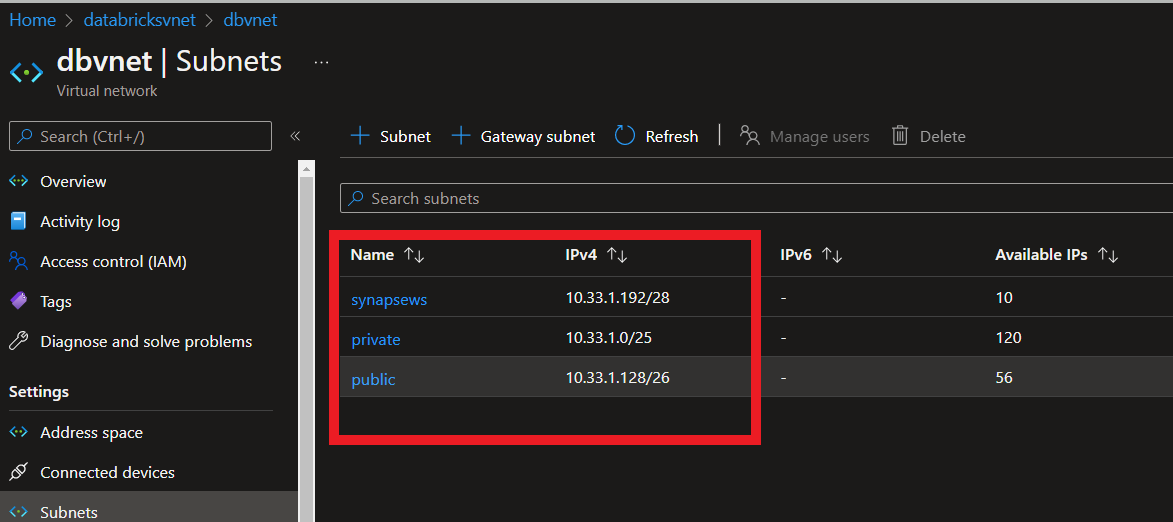 Home > databricksvnet > dbvnet
dbvnet | Subnets ...
Virtual network
Search (Ctrl+/) «
+ Subnet + Gateway subnet Refresh | Manage users Delete
Overview
Activity log
Access control (IAM)
Tags
Diagnose and solve problems
Settings
Address space
Connected devices
Subnets
Search subnets
Name ↑↓ IPv4 ↑↓ IPv6 ↑↓ Available IPs ↑↓
synapsews 10.33.1.192/28 - 10
private 10.33.1.0/25 - 120
public 10.33.1.128/26 - 56